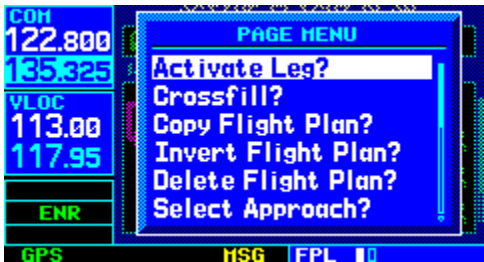 COM
122.800
135.325
VLOC
113.00
117.95
ENR
PAGE MENU
Activate Leg?
Crossfill?
Copy Flight Plan?
Invert Flight Plan?
Delete Flight Plan?
Select Approach?
GPS MSG FPL